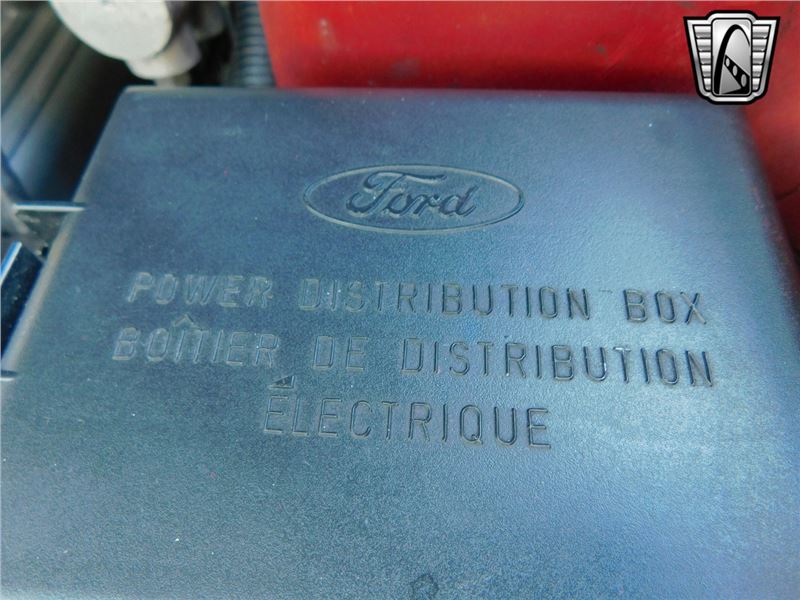 Ford
POWER DISTRIBUTION BOX
BOÎTIER DE DISTRIBUTION
ÉLECTRIQUE